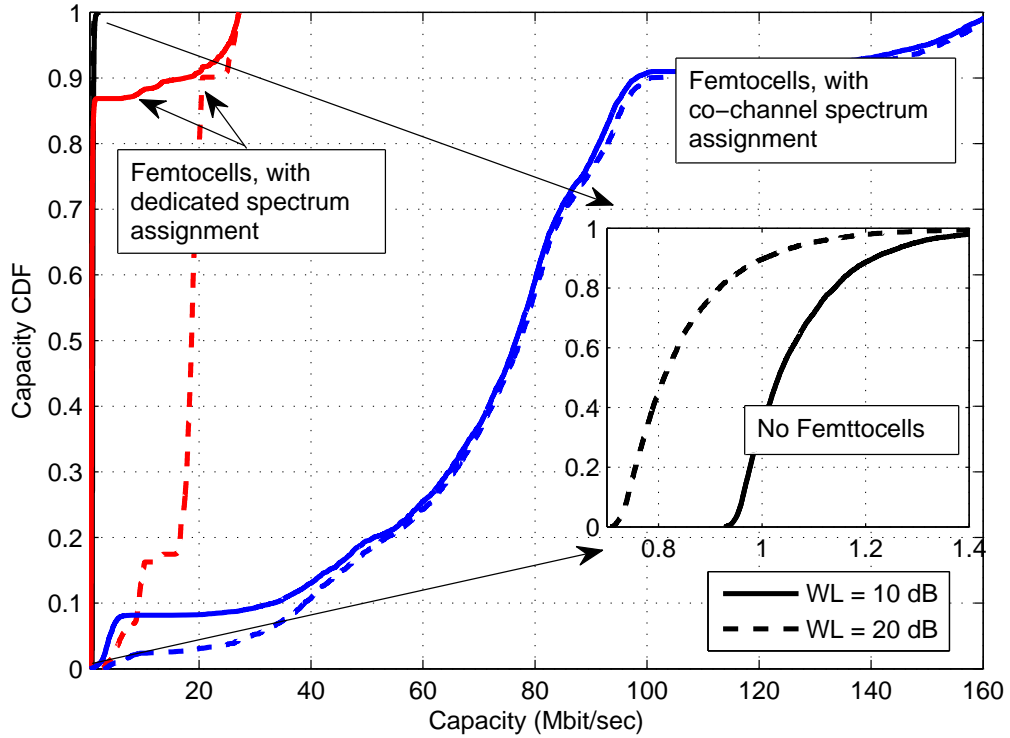 1
0.9
0.8
0.7
0.6
0.5
0.4
0.3
0.2
0.1
0
Capacity CDF
20
40
60
80
100
120
140
160
Capacity (Mbit/sec)
Femtocells, with
dedicated spectrum
assignment
Femtocells, with
co−channel spectrum
assignment
1
0.8
0.6
0.4
0.2
0
0.8
1
1.2
1.4
No Femttocells
WL = 10 dB
WL = 20 dB